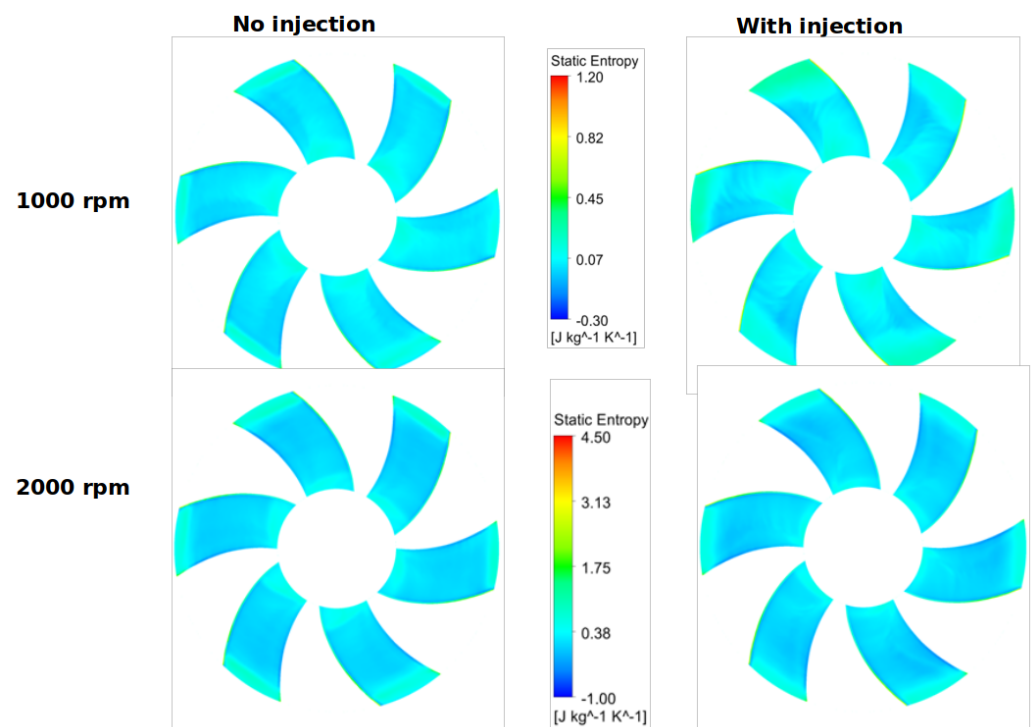 No injection
With injection
Static Entropy
1.20
0.82
0.45
0.07
-0.30
[J kg^-1 K^-1]
1000 rpm
Static Entropy
4.50
3.13
1.75
0.38
-1.00
[J kg^-1 K^-1]
2000 rpm